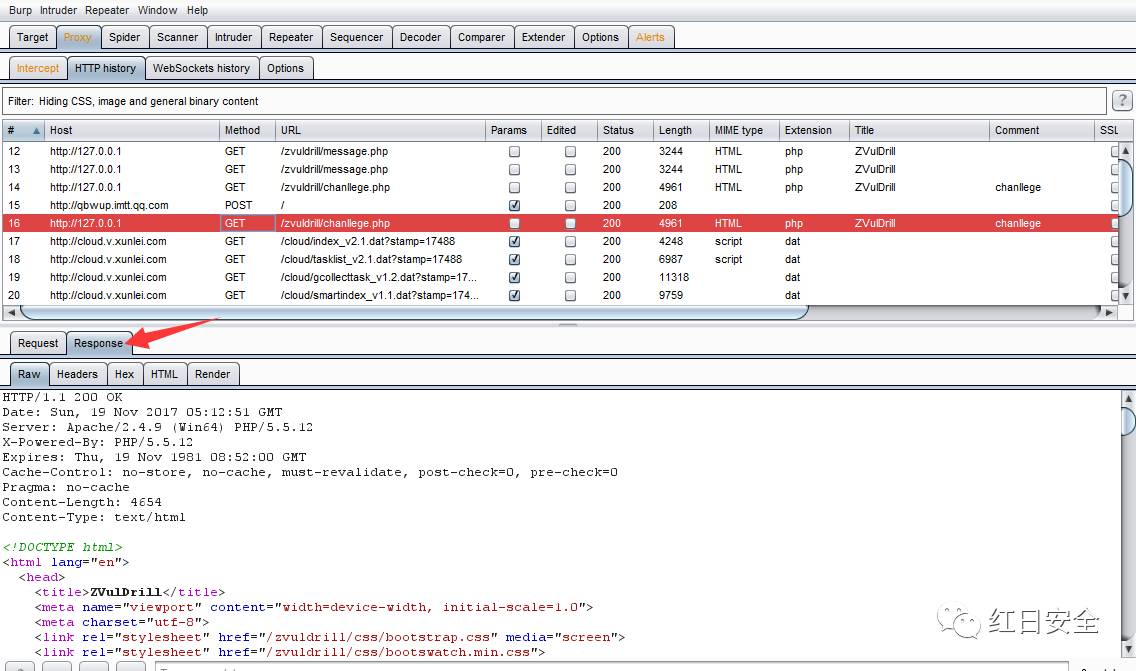 Burp Intruder Repeater Window Help
Target Proxy Spider Scanner Intruder Repeater Sequencer Decoder Comparer Extender Options Alerts
Intercept HTTP history WebSockets history Options
Filter: Hiding CSS, image and general binary content ?
# Host Method URL Params Edited Status Length MIME type Extension Title Comment SSL
12 http://127.0.0.1 GET /zvuldrill/message.php 200 3244 HTML php ZVulDrill
13 http://127.0.0.1 GET /zvuldrill/message.php 200 3244 HTML php ZVulDrill
14 http://127.0.0.1 GET /zvuldrill/chanllege.php 200 4961 HTML php ZVulDrill chanllege
15 http://qbwup.imtt.qq.com POST / 200 208
16 http://127.0.0.1 GET /zvuldrill/chanllege.php 200 4961 HTML php ZVulDrill chanllege
17 http://cloud.v.xunlei.com GET /cloud/index_v2.1.dat?stamp=17488 200 4248 script dat
18 http://cloud.v.xunlei.com GET /cloud/tasklist_v2.1.dat?stamp=17488 200 6987 script dat
19 http://cloud.v.xunlei.com GET /cloud/gcollecttask_v1.2.dat?stamp=17... 200 11318 dat
20 http://cloud.v.xunlei.com GET /cloud/smartindex_v1.1.dat?stamp=174... 200 9759 dat
Request Response
Raw Headers Hex HTML Render
HTTP/1.1 200 OK
Date: Sun, 19 Nov 2017 05:12:51 GMT
Server: Apache/2.4.9 (Win64) PHP/5.5.12
X-Powered-By: PHP/5.5.12
Expires: Thu, 19 Nov 1981 08:52:00 GMT
Cache-Control: no-store, no-cache, must-revalidate, post-check=0, pre-check=0
Pragma: no-cache
Content-Length: 4654
Content-Type: text/html
<!DOCTYPE html>
<html lang="en">
<head>
<title>ZVulDrill</title>
<meta name="viewport" content="width=device-width, initial-scale=1.0">
<meta charset="utf-8">
<link rel="stylesheet" href="/zvuldrill/css/bootstrap.css" media="screen">
<link rel="stylesheet" href="/zvuldrill/css/bootswatch.min.css">
红日安全